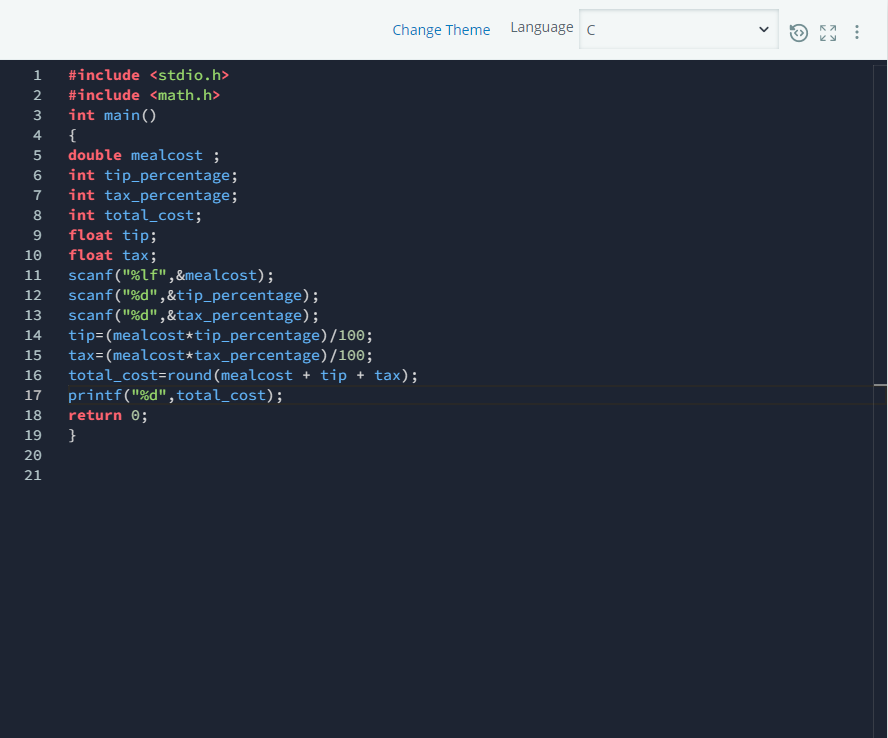 Change Theme Language C
1 #include <stdio.h>
2 #include <math.h>
3 int main()
4 {
5 double mealcost ;
6 int tip_percentage;
7 int tax_percentage;
8 int total_cost;
9 float tip;
10 float tax;
11 scanf("%lf",&mealcost);
12 scanf("%d",&tip_percentage);
13 scanf("%d",&tax_percentage);
14 tip=(mealcost*tip_percentage)/100;
15 tax=(mealcost*tax_percentage)/100;
16 total_cost=round(mealcost + tip + tax);
17 printf("%d",total_cost);
18 return 0;
19 }
20
21